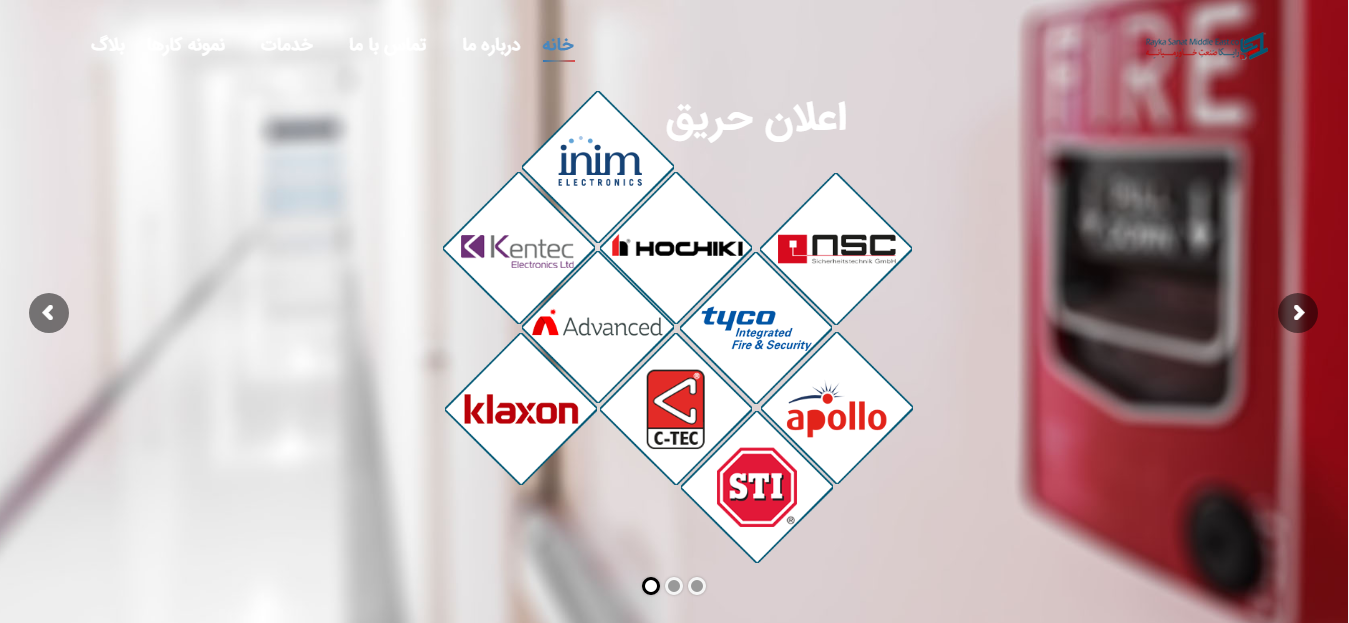 خانه
درباره ما
تماس با ما
خدمات
نمونه کارها
بلاگ
اعلان حریق
inim
ELECTRONICS
Kentec
Electronics Ltd
HOCHIKI
NSC
Sicherheitstechnik GmbH
Advanced
tyco
Integrated
Fire & Security
klaxon
C-TEC
®
apollo
STI
®
FIRE